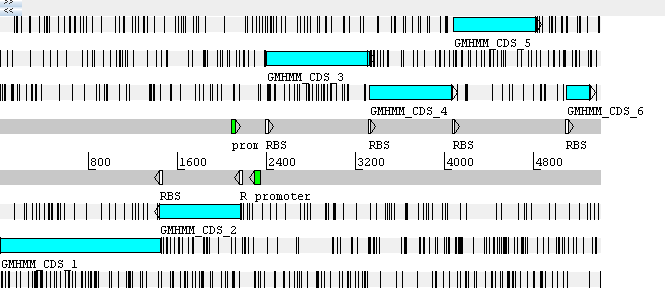 >>
<<
GMHMM_CDS_5
GMHMM_CDS_3
GMHMM_CDS_4 GMHMM_CDS_6
prom RBS RBS RBS RBS
800 1600 2400 3200 4000 4800
RBS R promoter
GMHMM_CDS_2
GMHMM_CDS_1